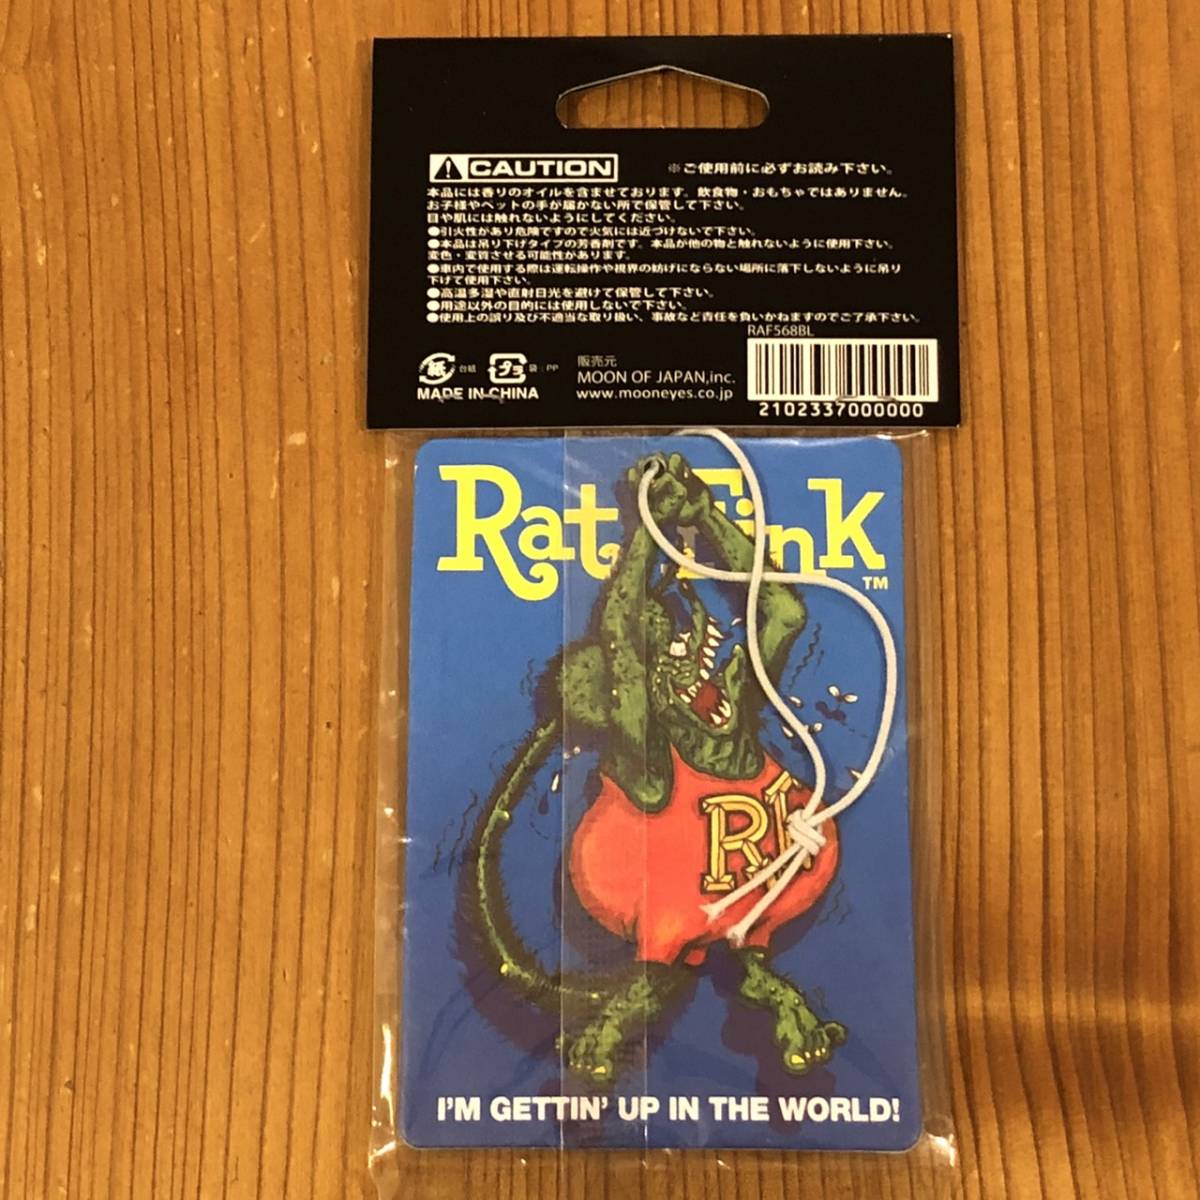 CAUTION ※ご使用前に必ずお読み下さい。
本品には香りのオイルを含ませております。飲食物・おもちゃではありません。
お子様やペットの手が届かない所で保管して下さい。
目や肌には触れないようにしてください。
●引火性があり危険ですので火気には近づけないで下さい。
●本品は吊り下げタイプの芳香剤です。本品が他の物と触れないように使用下さい。
変色・変質させる可能性があります。
●車内で使用する際は運転操作や視界の妨げにならない場所に落下しないように吊り
下げて使用下さい。
●高温多湿や直射日光を避けて保管して下さい。
●用途以外の目的には使用しないで下さい。
●使用上の誤り及び不適当な取り扱い、事故など責任を負いかねますのでご了承下さい。
RAF568BL
紙 台紙 プラ 袋:PP
MADE IN CHINA
販売元
MOON OF JAPAN,inc.
www.mooneyes.co.jp
2102337000000
Rat Fink
TM
RF
I'M GETTIN' UP IN THE WORLD!